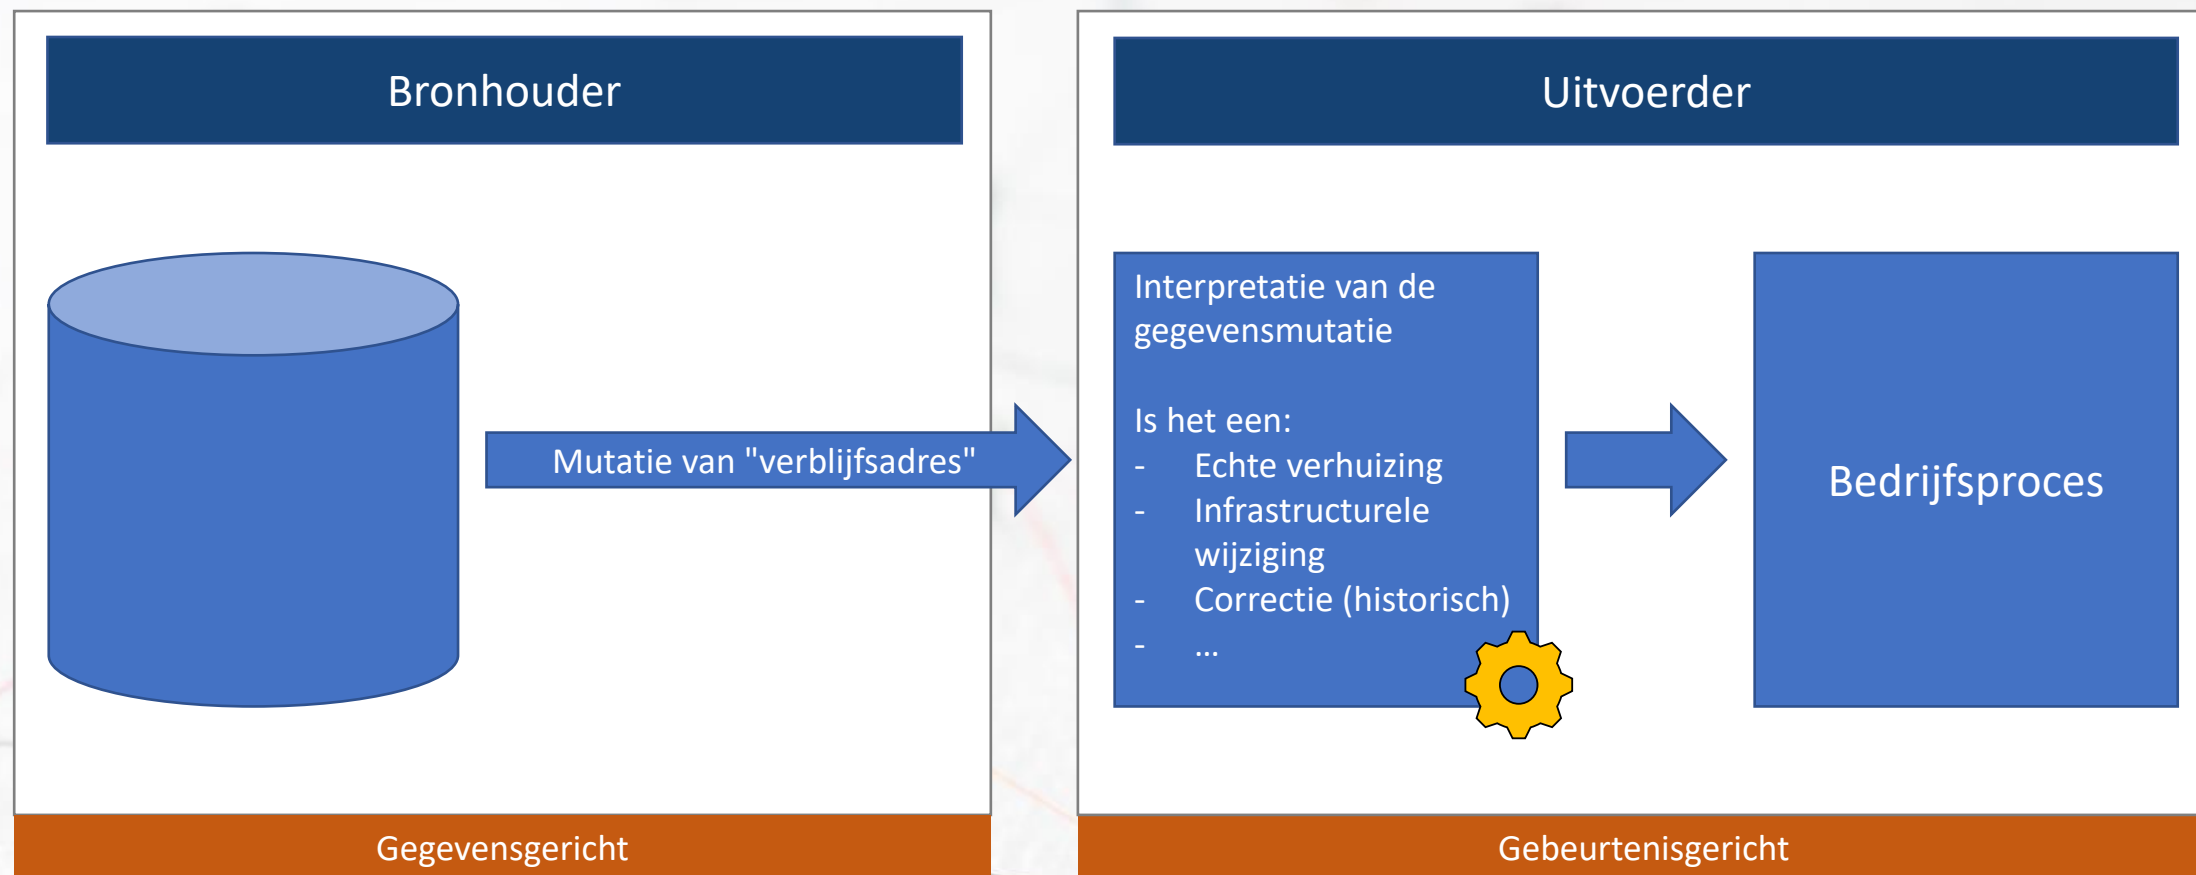 Bronhouder
Mutatie van "verblijfsadres"
Gegevensgericht
Uitvoerder
Interpretatie van de
gegevensmutatie
Is het een:
- Echte verhuizing
- Infrastructurele
wijziging
- Correctie (historisch)
- ...
Bedrijfsproces
Gebeurtenisgericht